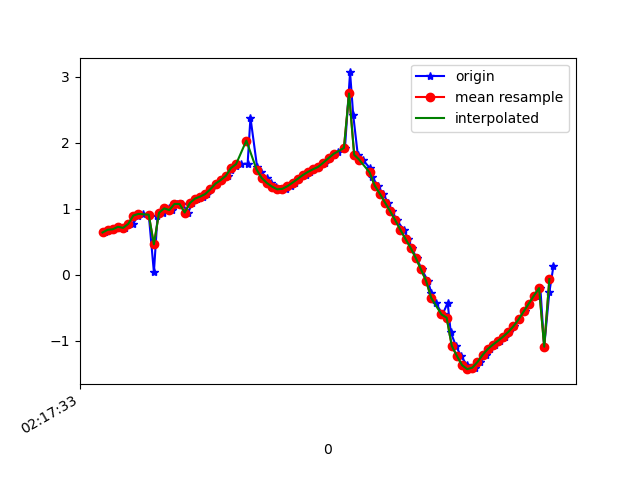 3
2
1
0
−1
origin
mean resample
interpolated
02:17:33
0